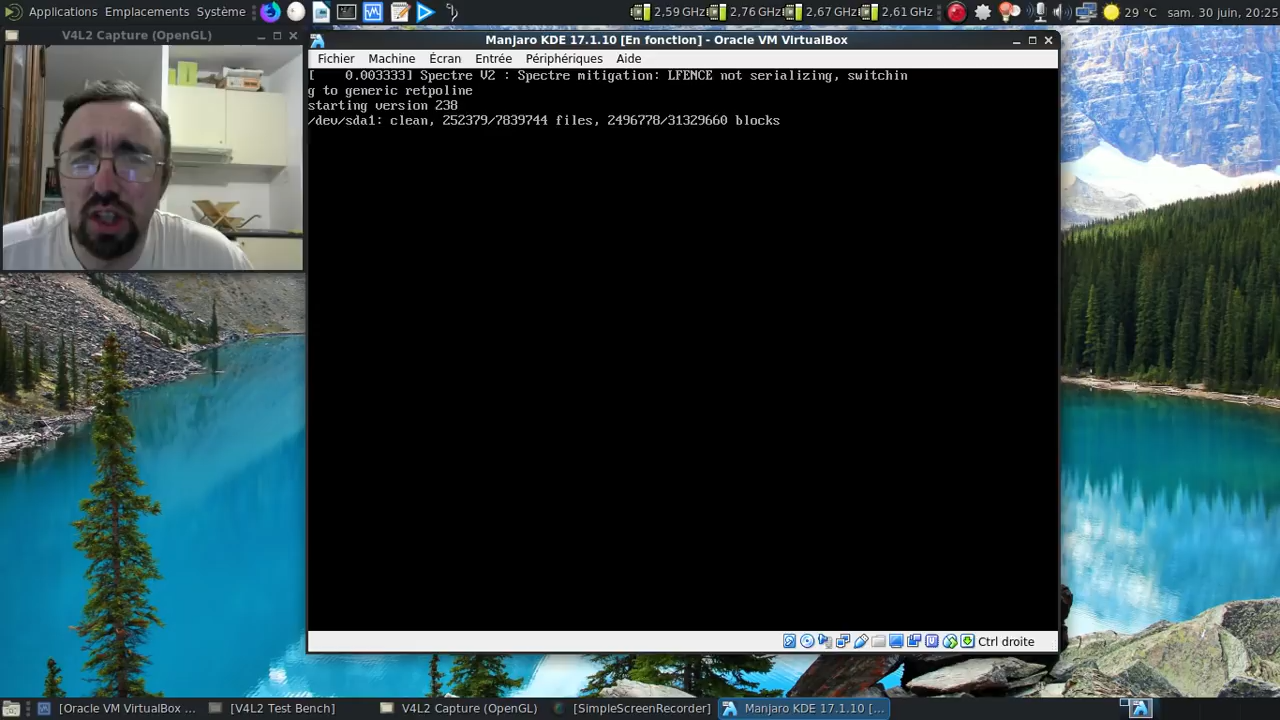 Applications Emplacements Système
2,59 GHz 2,76 GHz 2,67 GHz 2,61 GHz 29 °C sam. 30 juin, 20:25
V4L2 Capture (OpenGL)
Manjaro KDE 17.1.10 [En fonction] - Oracle VM VirtualBox
Fichier Machine Écran Entrée Périphériques Aide
[    0.003333] Spectre V2 : Spectre mitigation: LFENCE not serializing, switchin
g to generic retpoline
starting version 238
/dev/sda1: clean, 252379/7839744 files, 2496778/31329660 blocks
Ctrl droite
[Oracle VM VirtualBox ... [V4L2 Test Bench] V4L2 Capture (OpenGL) [SimpleScreenRecorder] Manjaro KDE 17.1.10 [...